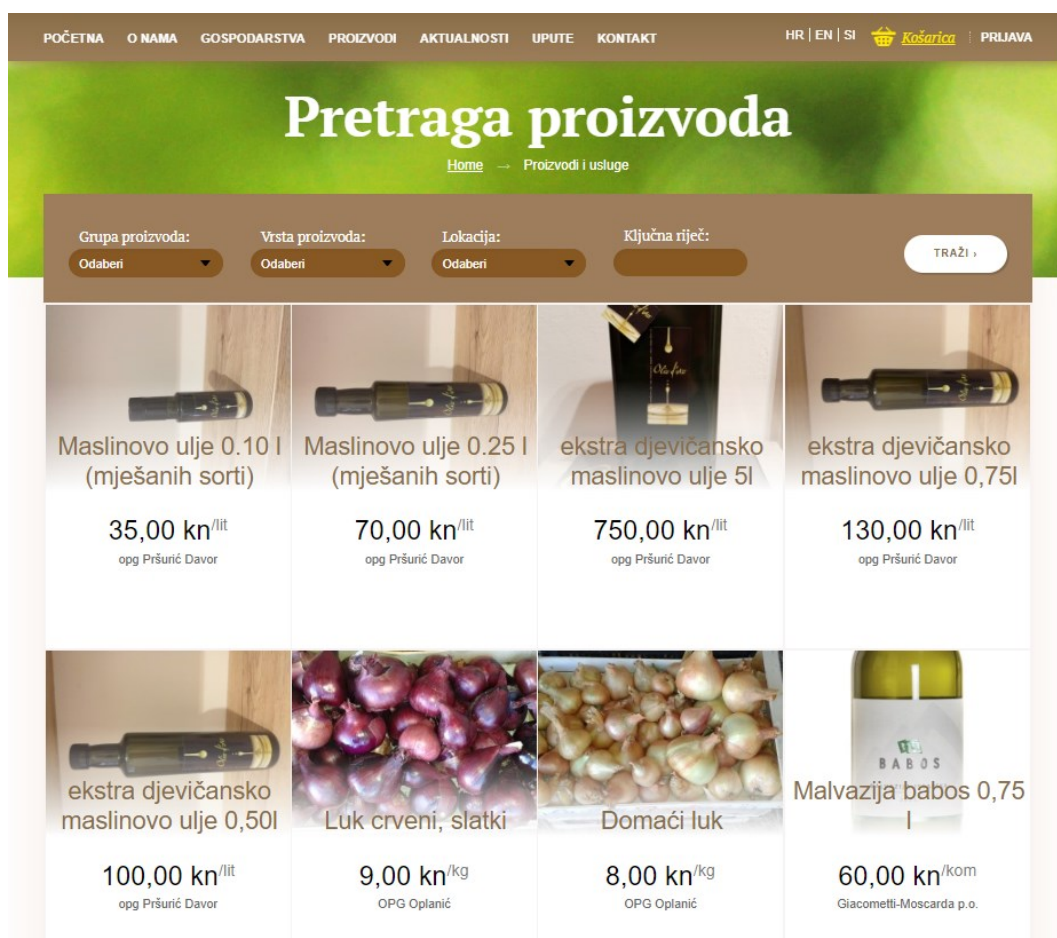 POČETNA O NAMA GOSPODARSTVA PROIZVODI AKTUALNOSTI UPUTE KONTAKT HR | EN | SI Košarica PRIJAVA
Pretraga proizvoda
Home → Proizvodi i usluge
Grupa proizvoda: Vrsta proizvoda: Lokacija: Ključna riječ:
Odaberi Odaberi Odaberi TRAŽI ›
Maslinovo ulje 0.10 l
(mješanih sorti)
35,00 kn/lit
opg Pršurić Davor
Maslinovo ulje 0.25 l
(mješanih sorti)
70,00 kn/lit
opg Pršurić Davor
ekstra djevičansko
maslinovo ulje 5l
750,00 kn/lit
opg Pršurić Davor
ekstra djevičansko
maslinovo ulje 0,75l
130,00 kn/lit
opg Pršurić Davor
ekstra djevičansko
maslinovo ulje 0,50l
100,00 kn/lit
opg Pršurić Davor
Luk crveni, slatki
9,00 kn/kg
OPG Oplanić
Domaći luk
8,00 kn/kg
OPG Oplanić
BABOS
Malvazija babos 0,75
l
60,00 kn/kom
Giacometti-Moscarda p.o.